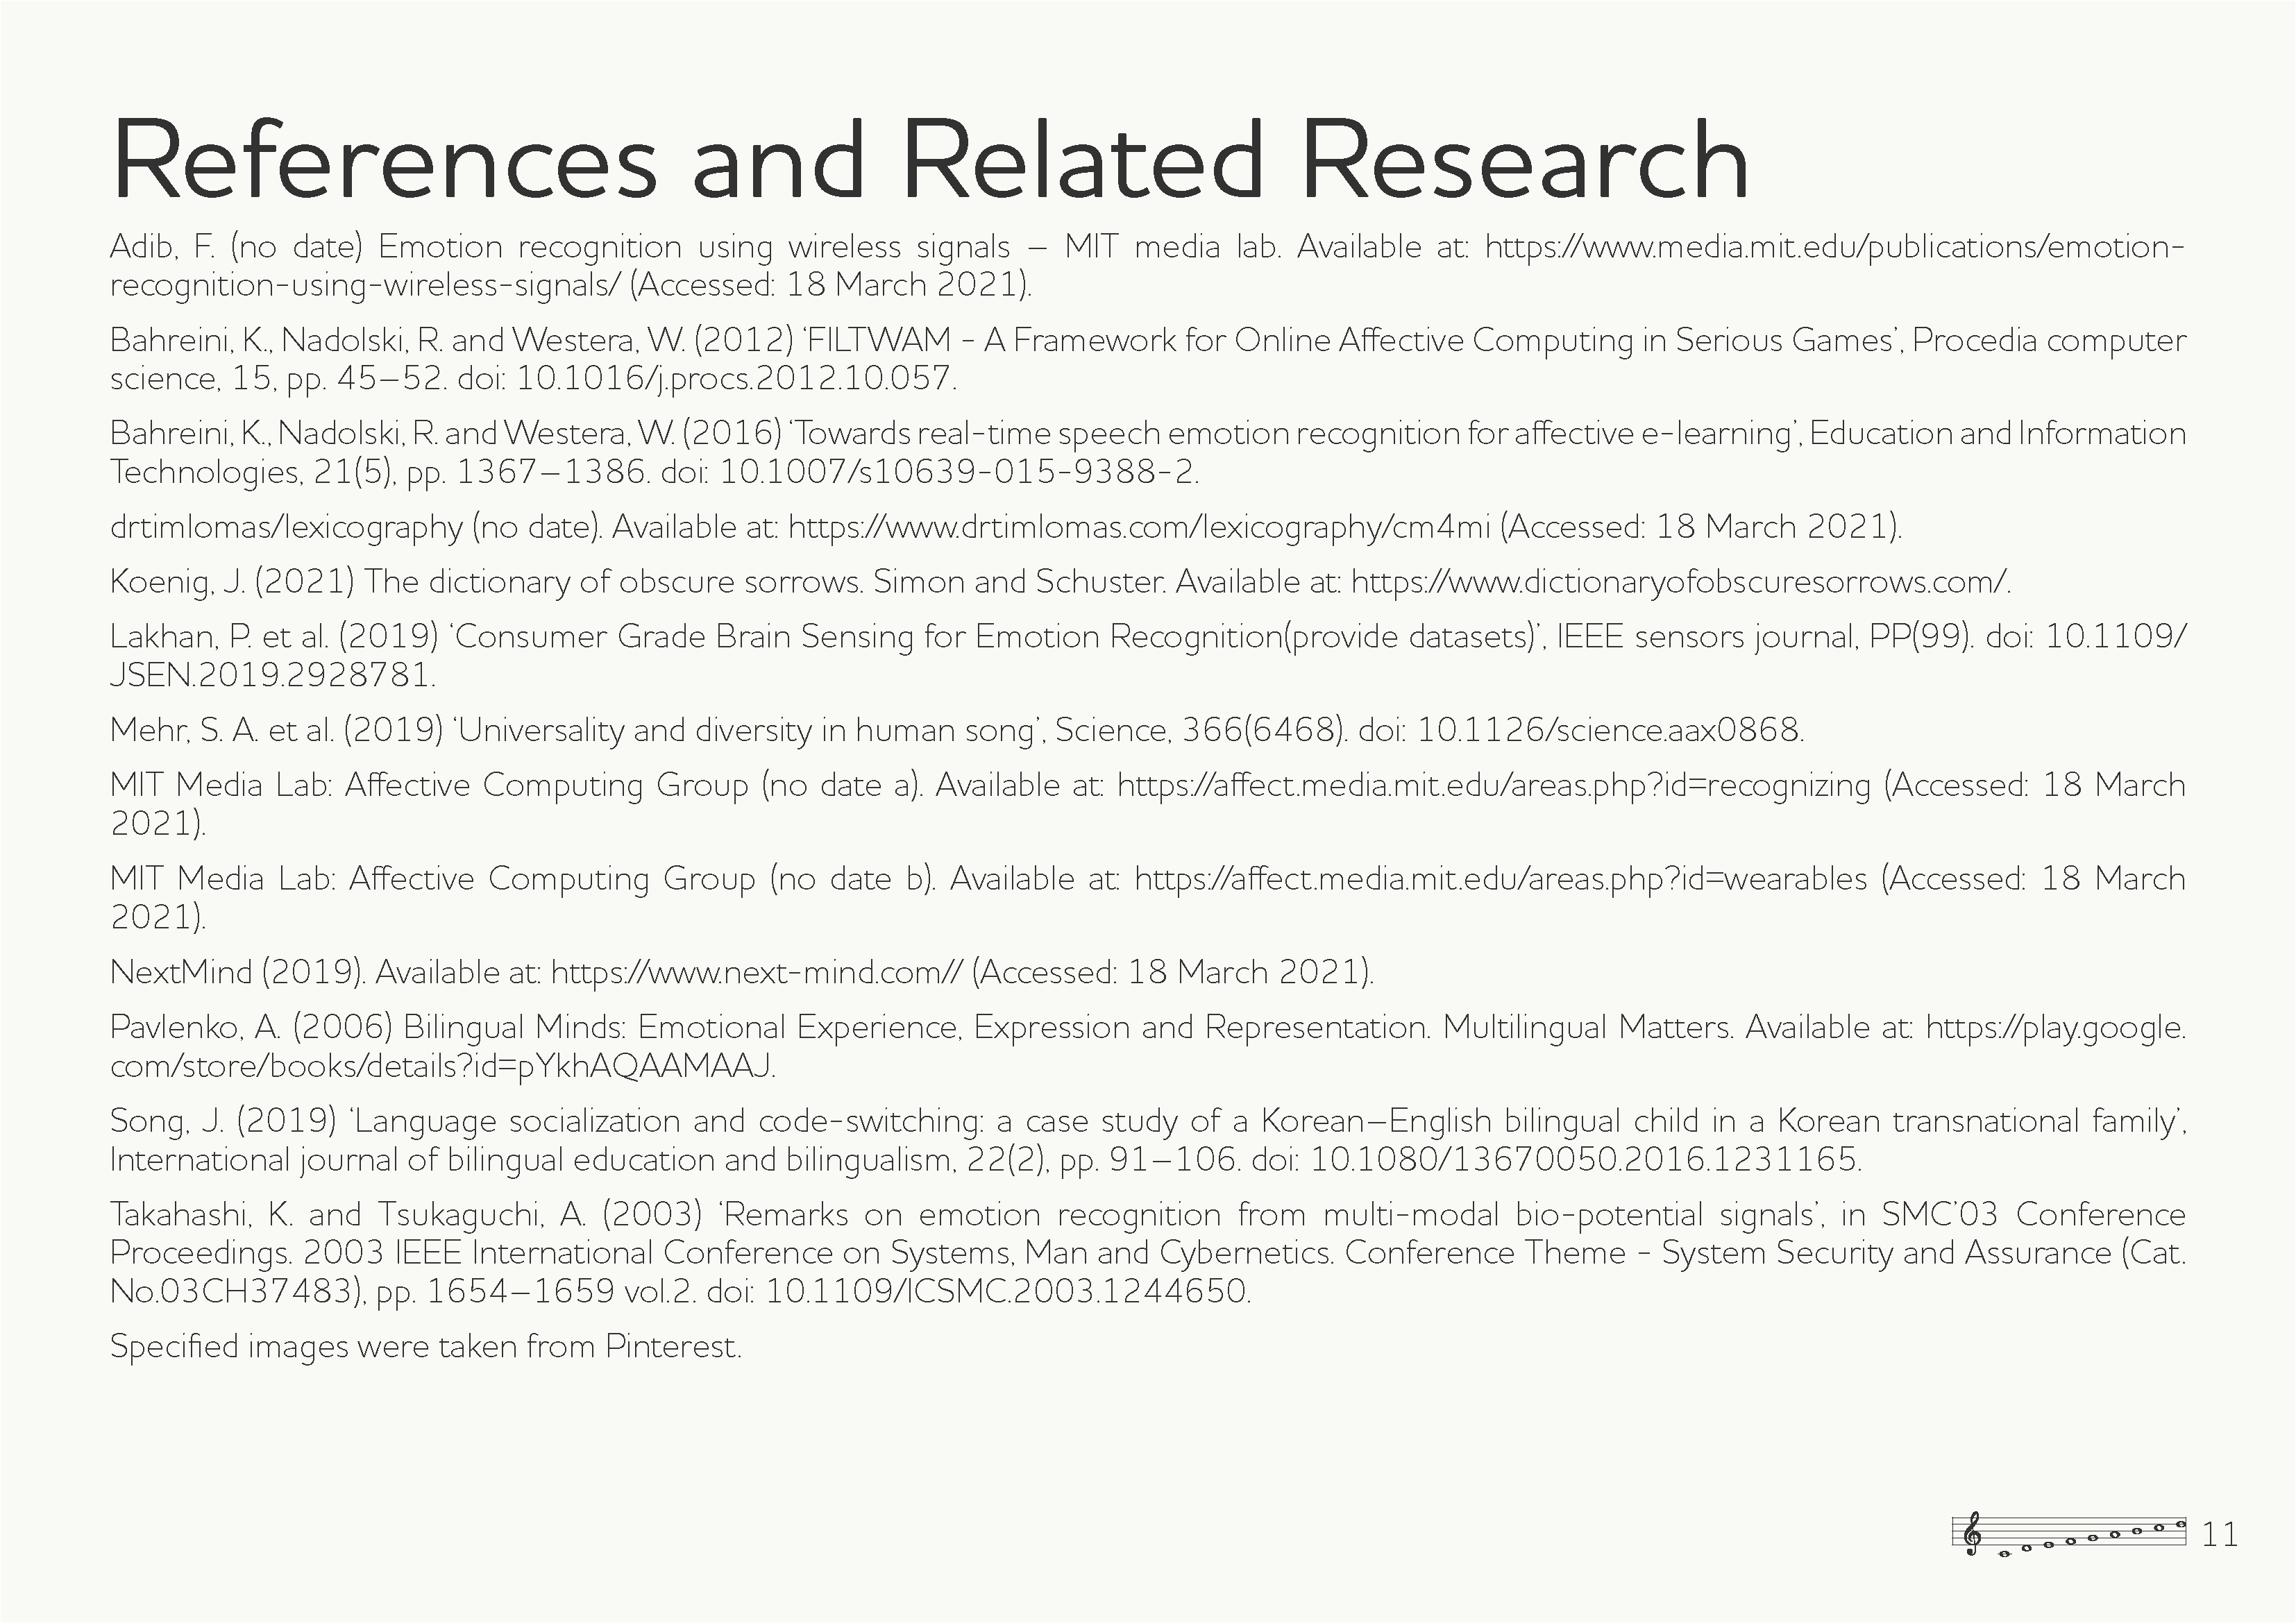 References and Related Research
Adib, F. (no date) Emotion recognition using wireless signals – MIT media lab. Available at: https://www.media.mit.edu/publications/emotion-
recognition-using-wireless-signals/ (Accessed: 18 March 2021).
Bahreini, K., Nadolski, R. and Westera, W. (2012) ‘FILTWAM - A Framework for Online Affective Computing in Serious Games’, Procedia computer
science, 15, pp. 45–52. doi: 10.1016/j.procs.2012.10.057.
Bahreini, K., Nadolski, R. and Westera, W. (2016) ‘Towards real-time speech emotion recognition for affective e-learning’, Education and Information
Technologies, 21(5), pp. 1367–1386. doi: 10.1007/s10639-015-9388-2.
drtimlomas/lexicography (no date). Available at: https://www.drtimlomas.com/lexicography/cm4mi (Accessed: 18 March 2021).
Koenig, J. (2021) The dictionary of obscure sorrows. Simon and Schuster. Available at: https://www.dictionaryofobscuresorrows.com/.
Lakhan, P. et al. (2019) ‘Consumer Grade Brain Sensing for Emotion Recognition(provide datasets)’, IEEE sensors journal, PP(99). doi: 10.1109/
JSEN.2019.2928781.
Mehr, S. A. et al. (2019) ‘Universality and diversity in human song’, Science, 366(6468). doi: 10.1126/science.aax0868.
MIT Media Lab: Affective Computing Group (no date a). Available at: https://affect.media.mit.edu/areas.php?id=recognizing (Accessed: 18 March
2021).
MIT Media Lab: Affective Computing Group (no date b). Available at: https://affect.media.mit.edu/areas.php?id=wearables (Accessed: 18 March
2021).
NextMind (2019). Available at: https://www.next-mind.com// (Accessed: 18 March 2021).
Pavlenko, A. (2006) Bilingual Minds: Emotional Experience, Expression and Representation. Multilingual Matters. Available at: https://play.google.
com/store/books/details?id=pYkhAQAAMAAJ.
Song, J. (2019) ‘Language socialization and code-switching: a case study of a Korean–English bilingual child in a Korean transnational family’,
International journal of bilingual education and bilingualism, 22(2), pp. 91–106. doi: 10.1080/13670050.2016.1231165.
Takahashi, K. and Tsukaguchi, A. (2003) ‘Remarks on emotion recognition from multi-modal bio-potential signals’, in SMC’03 Conference
Proceedings. 2003 IEEE International Conference on Systems, Man and Cybernetics. Conference Theme - System Security and Assurance (Cat.
No.03CH37483), pp. 1654–1659 vol.2. doi: 10.1109/ICSMC.2003.1244650.
Specified images were taken from Pinterest.
11